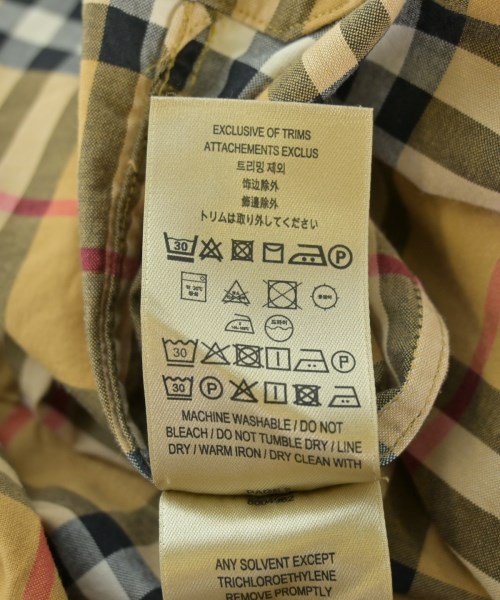 EXCLUSIVE OF TRIMS
ATTACHEMENTS EXCLUS
트리밍 제외
饰边除外
飾邊除外
トリムは取り外してください
30 P
30 P
30 P
MACHINE WASHABLE / DO NOT
BLEACH / DO NOT TUMBLE DRY / LINE
DRY / WARM IRON / DRY CLEAN WITH
ANY SOLVENT EXCEPT
TRICHLOROETHYLENE
REMOVE PROMPTLY